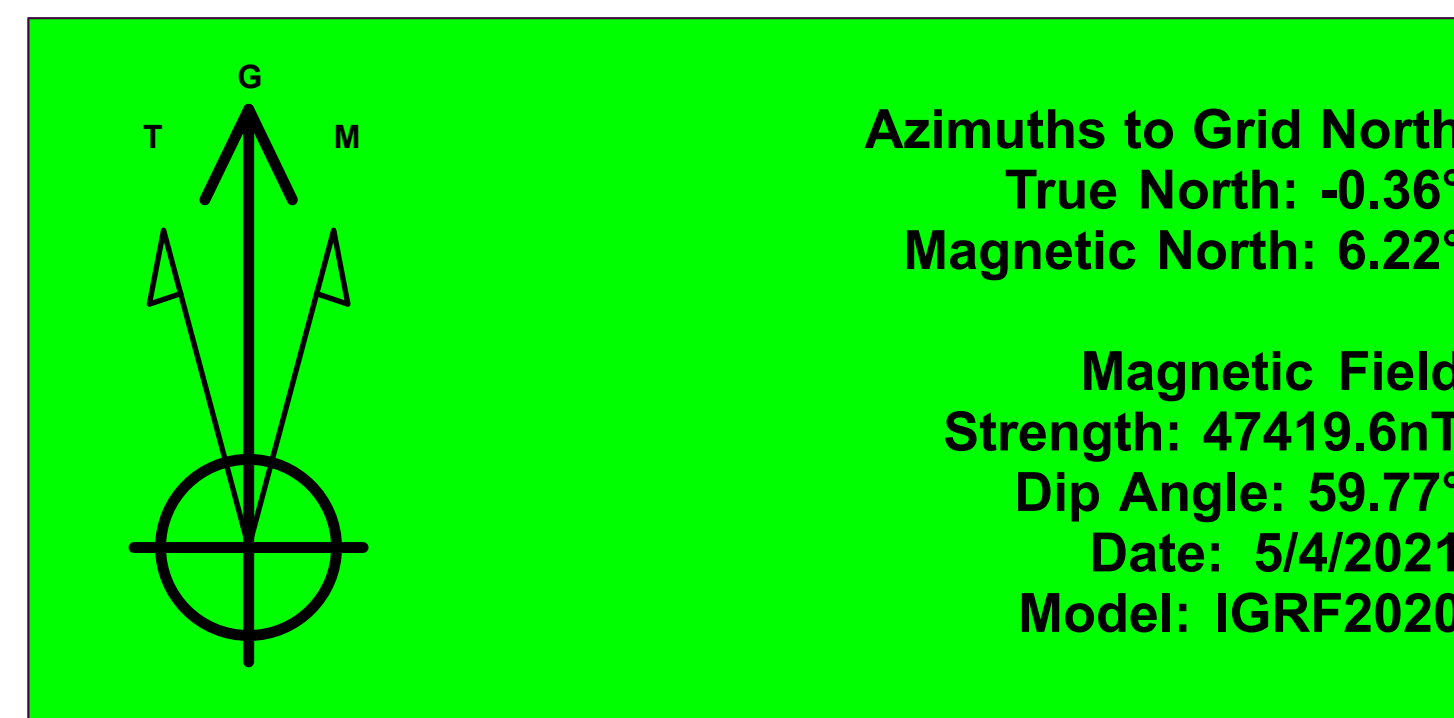 G
T M
Azimuths to Grid North
True North: -0.36°
Magnetic North: 6.22°
Magnetic Field
Strength: 47419.6nT
Dip Angle: 59.77°
Date: 5/4/2021
Model: IGRF2020